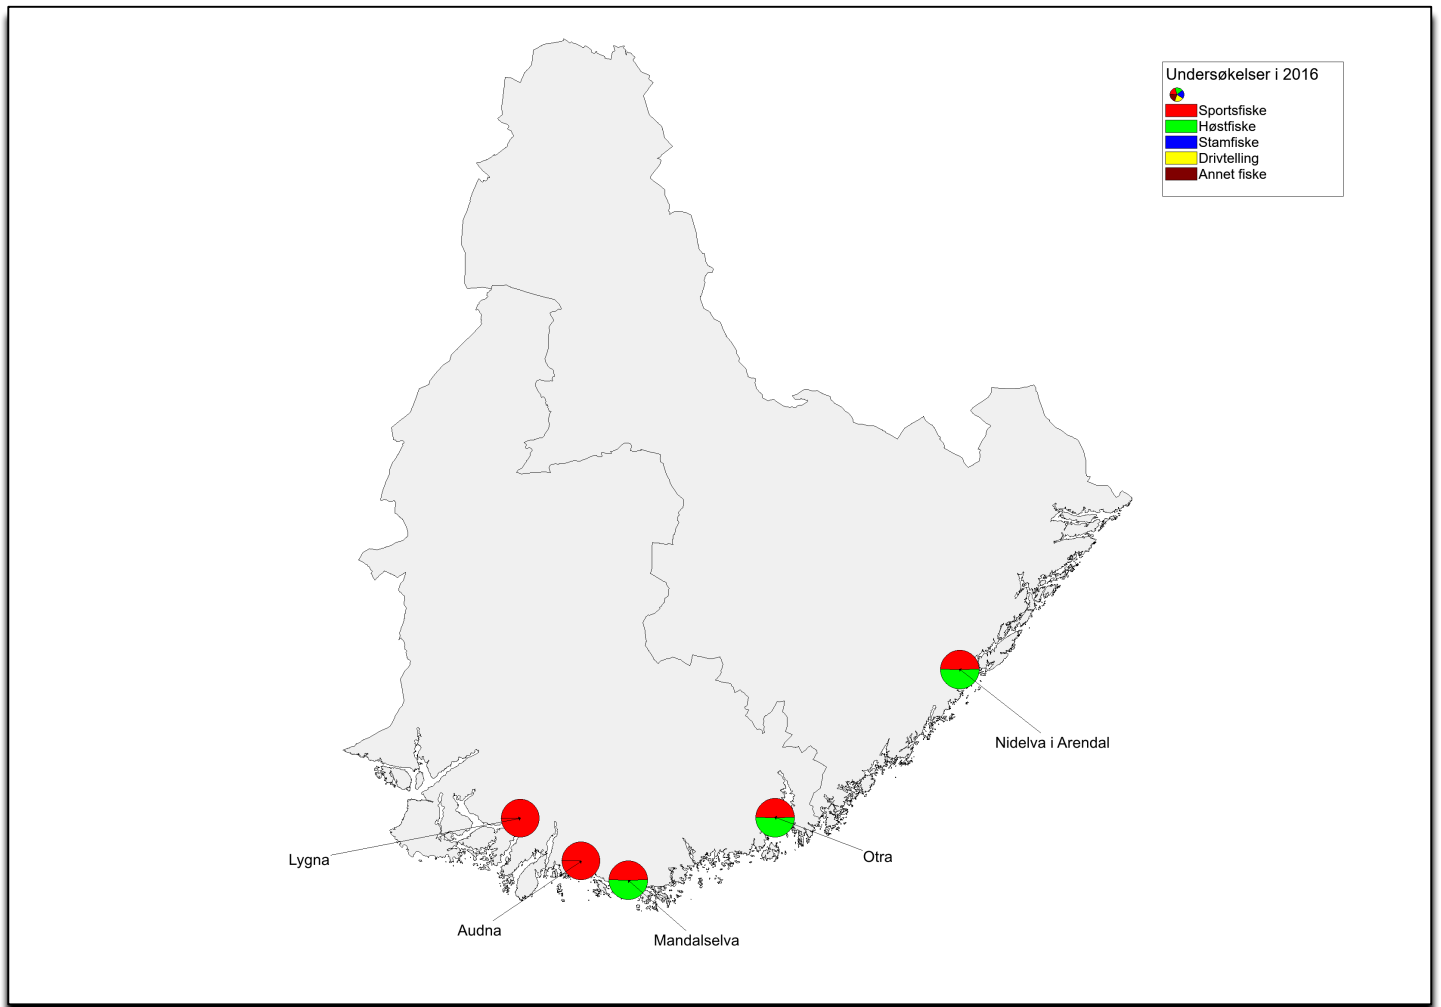 Undersøkelser i 2016
Sportsfiske
Høstfiske
Stamfiske
Drivtelling
Annet fiske
Nidelva i Arendal
Otra
Lygna
Audna
Mandalselva